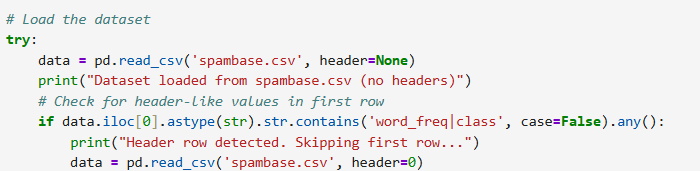 # Load the dataset
try:
    data = pd.read_csv('spambase.csv', header=None)
    print("Dataset loaded from spambase.csv (no headers)")
    # Check for header-like values in first row
    if data.iloc[0].astype(str).str.contains('word_freq|class', case=False).any():
        print("Header row detected. Skipping first row...")
        data = pd.read_csv('spambase.csv', header=0)